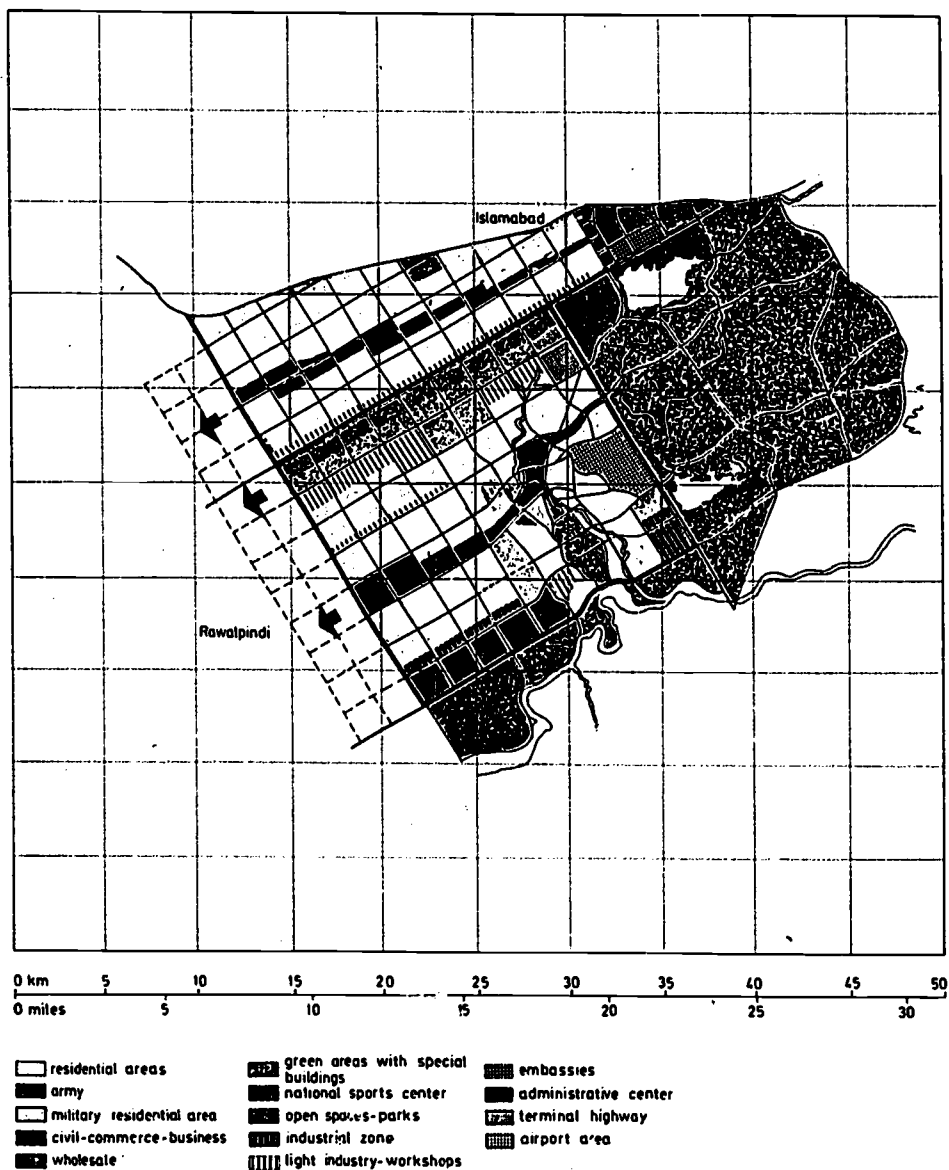 Islamabad
Rawalpindi
0 km 5 10 15 20 25 30 35 40 45 50
0 miles 5 10 15 20 25 30
residential areas
army
military residential area
civil-commerce-business
wholesale
green areas with special
buildings
national sports center
open spaces-parks
industrial zone
light industry-workshops
embassies
administrative center
terminal highway
airport area